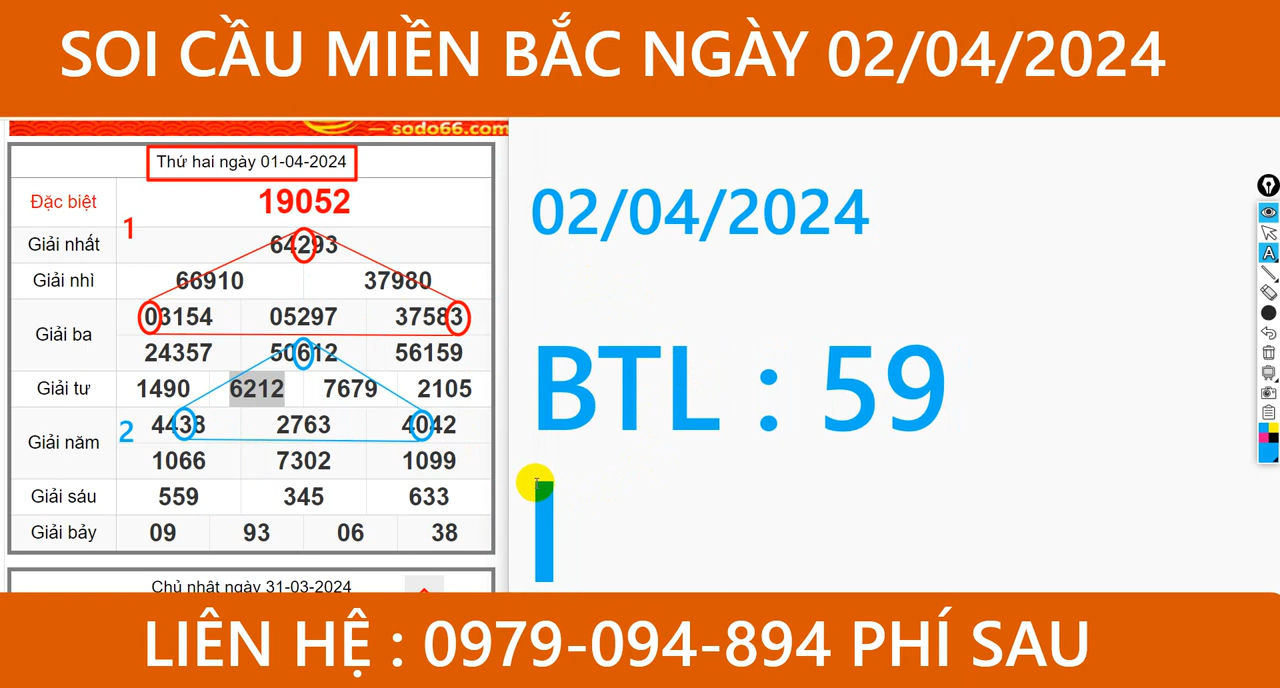 SOI CẦU MIỀN BẮC NGÀY 02/04/2024
— sodo66.com
Thứ hai ngày 01-04-2024
Đặc biệt 19052
1
Giải nhất 64293
Giải nhì 66910 37980
Giải ba 03154 05297 37583
24357 50612 56159
Giải tư 1490 6212 7679 2105
2
Giải năm 4438 2763 4042
1066 7302 1099
Giải sáu 559 345 633
Giải bảy 09 93 06 38
Chủ nhật ngày 31-03-2024
02/04/2024
BTL : 59
A
LIÊN HỆ : 0979-094-894 PHÍ SAU